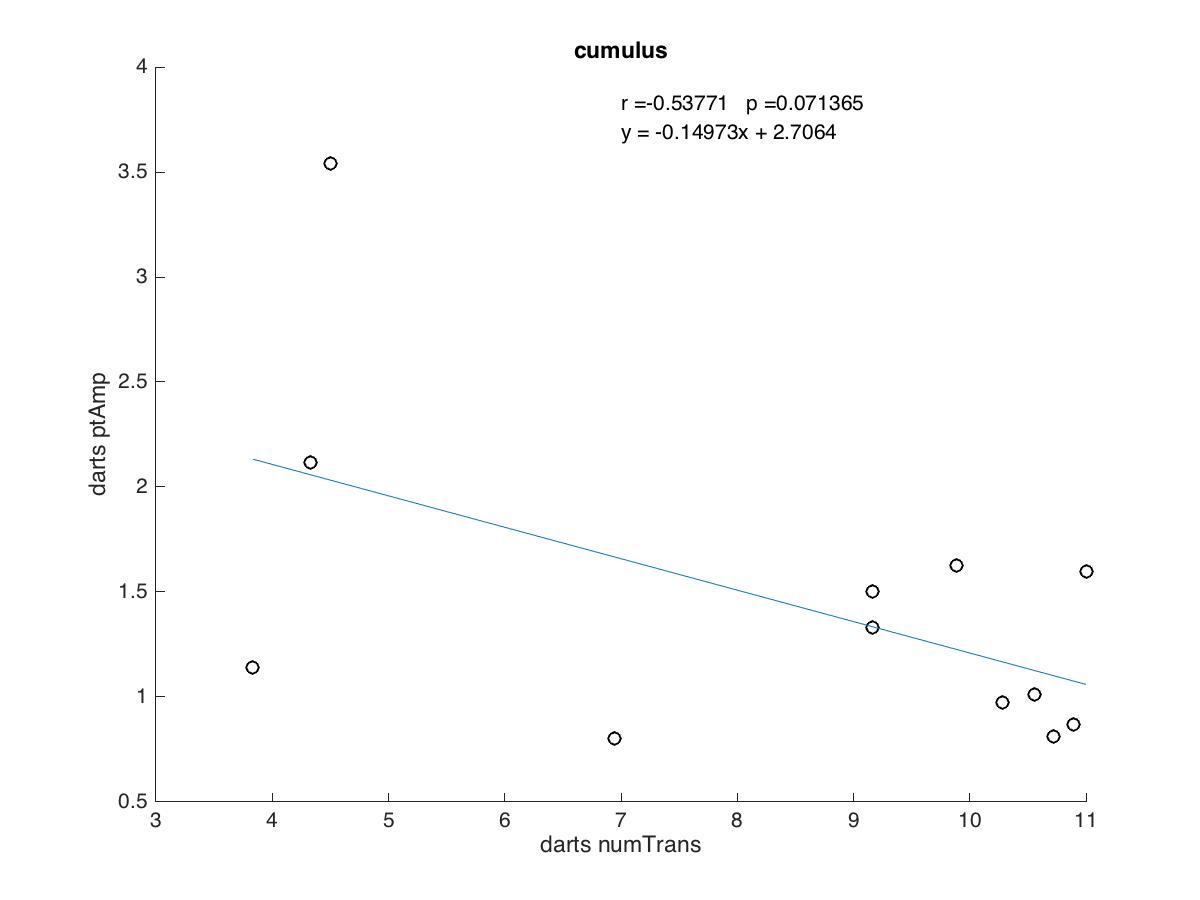 cumulus
r =-0.53771   p =0.071365
y = -0.14973x + 2.7064
4
3.5
3
2.5
2
1.5
1
0.5
darts ptAmp
3 4 5 6 7 8 9 10 11
darts numTrans